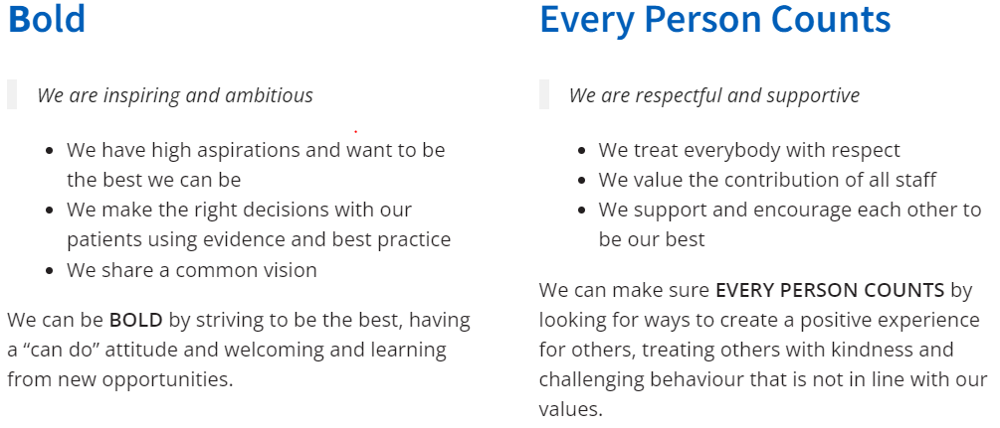 Bold
We are inspiring and ambitious
• We have high aspirations and want to be
the best we can be
• We make the right decisions with our
patients using evidence and best practice
• We share a common vision
We can be BOLD by striving to be the best, having
a “can do” attitude and welcoming and learning
from new opportunities.
Every Person Counts
We are respectful and supportive
• We treat everybody with respect
• We value the contribution of all staff
• We support and encourage each other to
be our best
We can make sure EVERY PERSON COUNTS by
looking for ways to create a positive experience
for others, treating others with kindness and
challenging behaviour that is not in line with our
values.